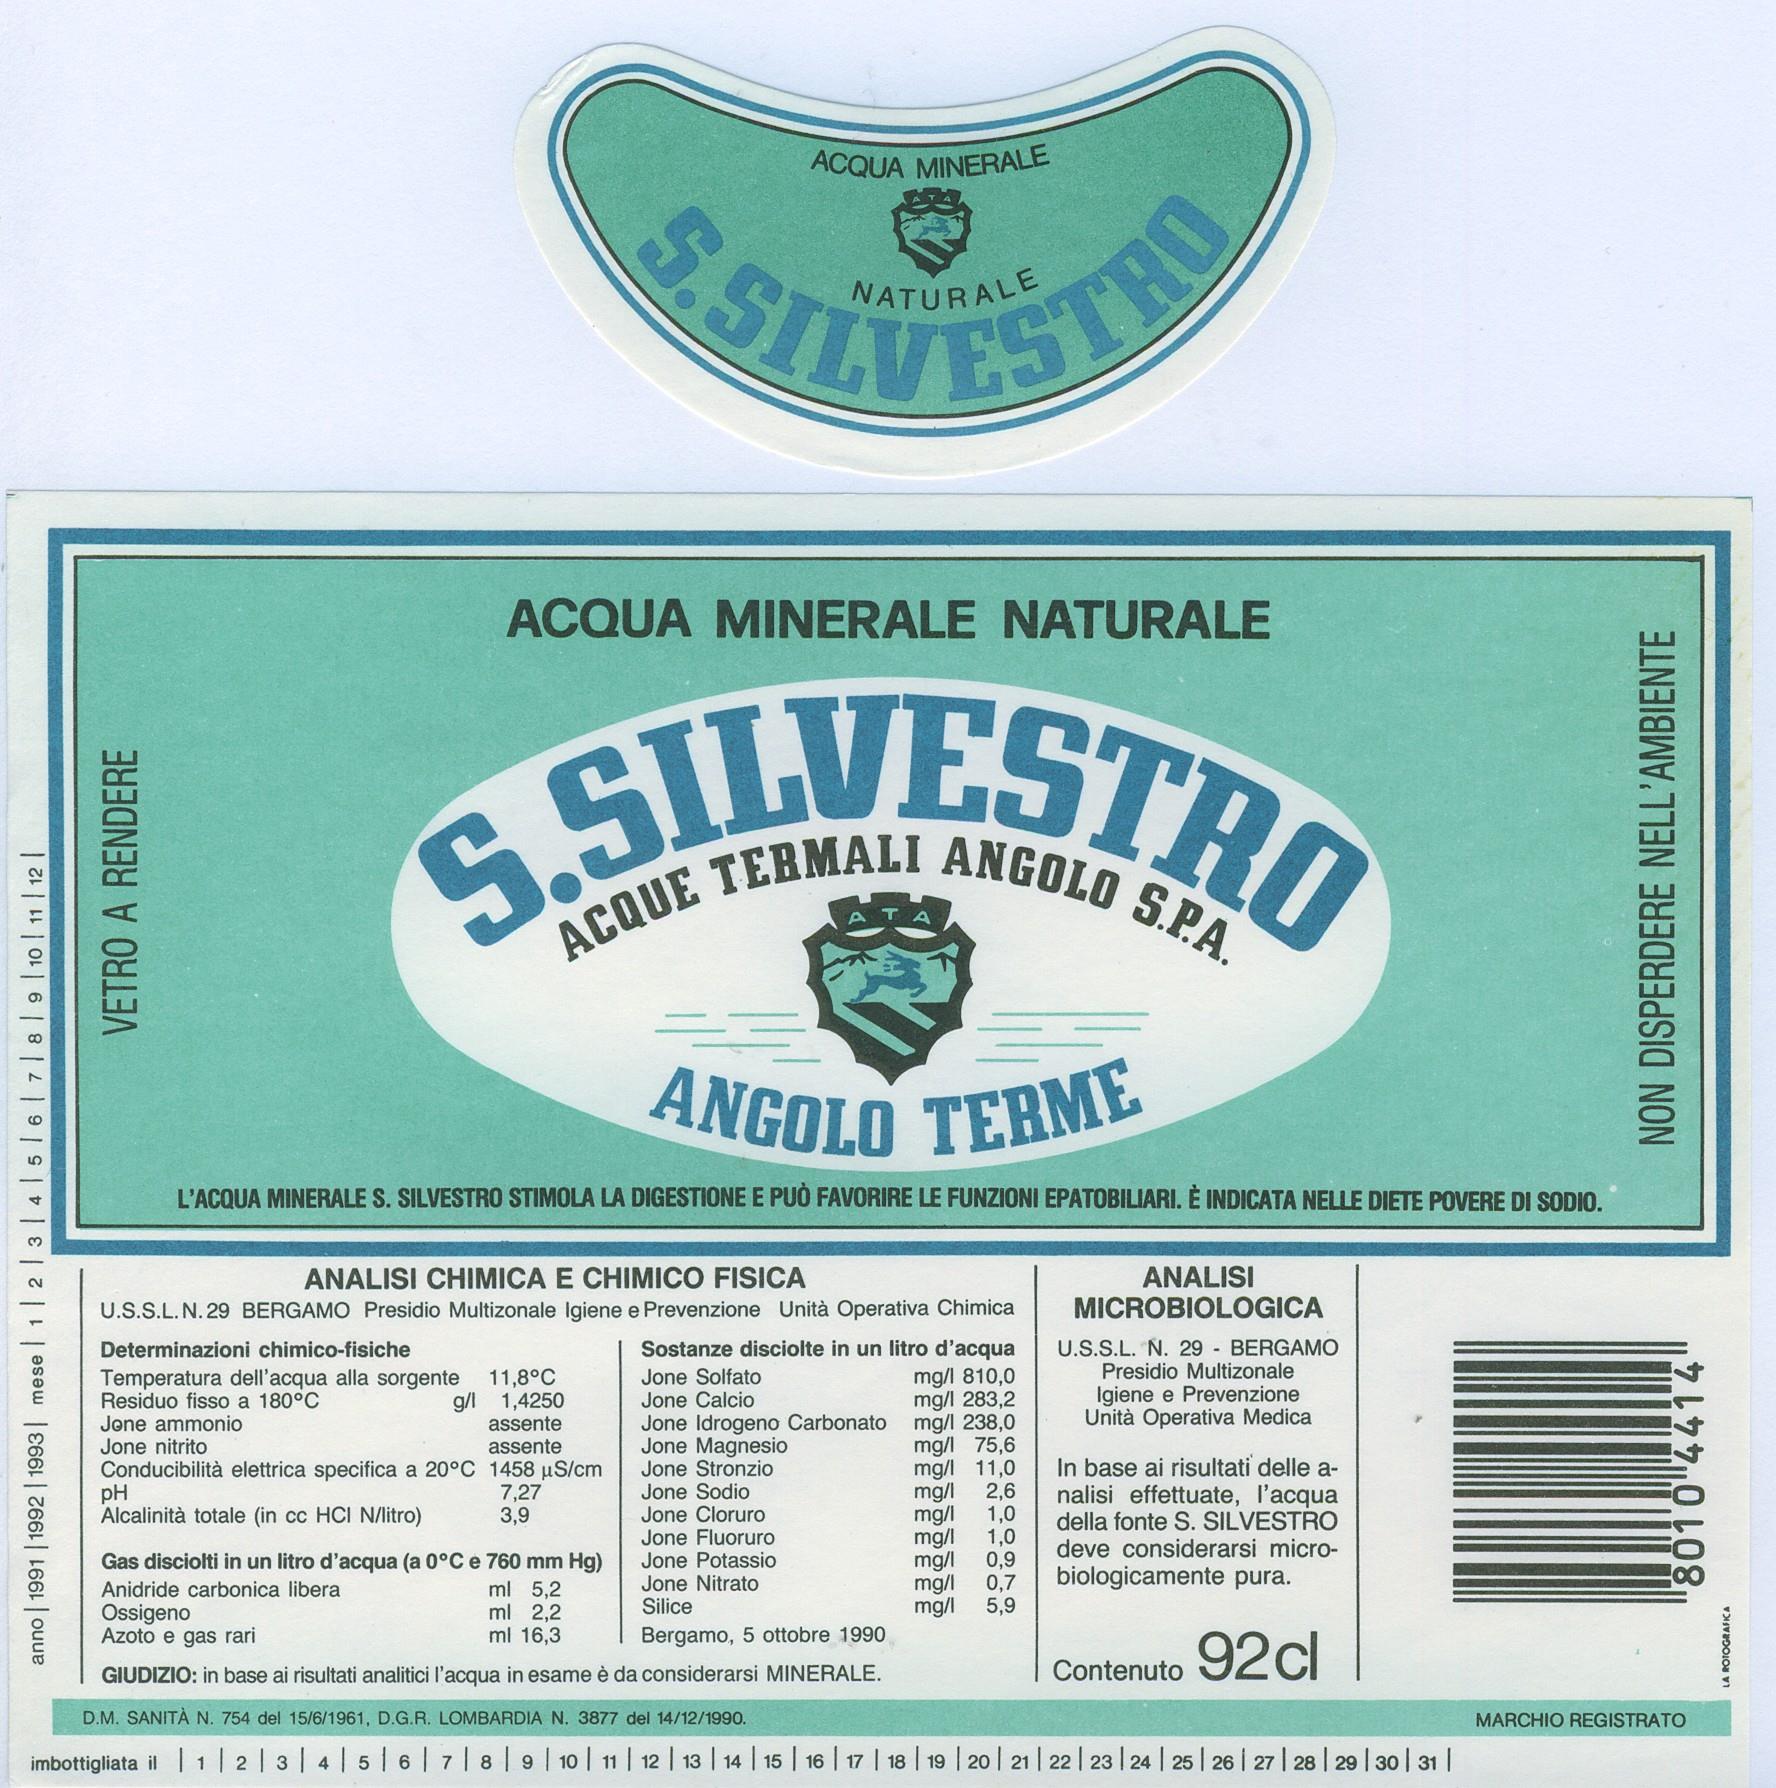 ACQUA MINERALE
ATA
NATURALE
S.SILVESTRO
ACQUA MINERALE NATURALE
VETRO A RENDERE
NON DISPERDERE NELL'AMBIENTE
S.SILVESTRO
ACQUE TERMALI ANGOLO S.P.A.
ATA
ANGOLO TERME
L'ACQUA MINERALE S. SILVESTRO STIMOLA LA DIGESTIONE E PUÒ FAVORIRE LE FUNZIONI EPATOBILIARI. È INDICATA NELLE DIETE POVERE DI SODIO.
anno | 1991 | 1992 | 1993 | mese | 1 | 2 | 3 | 4 | 5 | 6 | 7 | 8 | 9 | 10 | 11 | 12 |
ANALISI CHIMICA E CHIMICO FISICA
U.S.S.L. N. 29 BERGAMO Presidio Multizonale Igiene e Prevenzione Unità Operativa Chimica
Determinazioni chimico-fisiche
Temperatura dell'acqua alla sorgente 11,8°C
Residuo fisso a 180°C g/l 1,4250
Jone ammonio assente
Jone nitrito assente
Conducibilità elettrica specifica a 20°C 1458 µS/cm
pH 7,27
Alcalinità totale (in cc HCl N/litro) 3,9
Gas disciolti in un litro d'acqua (a 0°C e 760 mm Hg)
Anidride carbonica libera ml 5,2
Ossigeno ml 2,2
Azoto e gas rari ml 16,3
Sostanze disciolte in un litro d'acqua
Jone Solfato mg/l 810,0
Jone Calcio mg/l 283,2
Jone Idrogeno Carbonato mg/l 238,0
Jone Magnesio mg/l 75,6
Jone Stronzio mg/l 11,0
Jone Sodio mg/l 2,6
Jone Cloruro mg/l 1,0
Jone Fluoruro mg/l 1,0
Jone Potassio mg/l 0,9
Jone Nitrato mg/l 0,7
Silice mg/l 5,9
Bergamo, 5 ottobre 1990
GIUDIZIO: in base ai risultati analitici l'acqua in esame è da considerarsi MINERALE.
ANALISI
MICROBIOLOGICA
U.S.S.L. N. 29 - BERGAMO
Presidio Multizonale
Igiene e Prevenzione
Unità Operativa Medica
In base ai risultati delle a-
nalisi effettuate, l'acqua
della fonte S. SILVESTRO
deve considerarsi micro-
biologicamente pura.
Contenuto 92cl
80104414
LA ROTOGRAFICA
D.M. SANITÀ N. 754 del 15/6/1961, D.G.R. LOMBARDIA N. 3877 del 14/12/1990.
MARCHIO REGISTRATO
imbottigliata il | 1 | 2 | 3 | 4 | 5 | 6 | 7 | 8 | 9 | 10 | 11 | 12 | 13 | 14 | 15 | 16 | 17 | 18 | 19 | 20 | 21 | 22 | 23 | 24 | 25 | 26 | 27 | 28 | 29 | 30 | 31 |